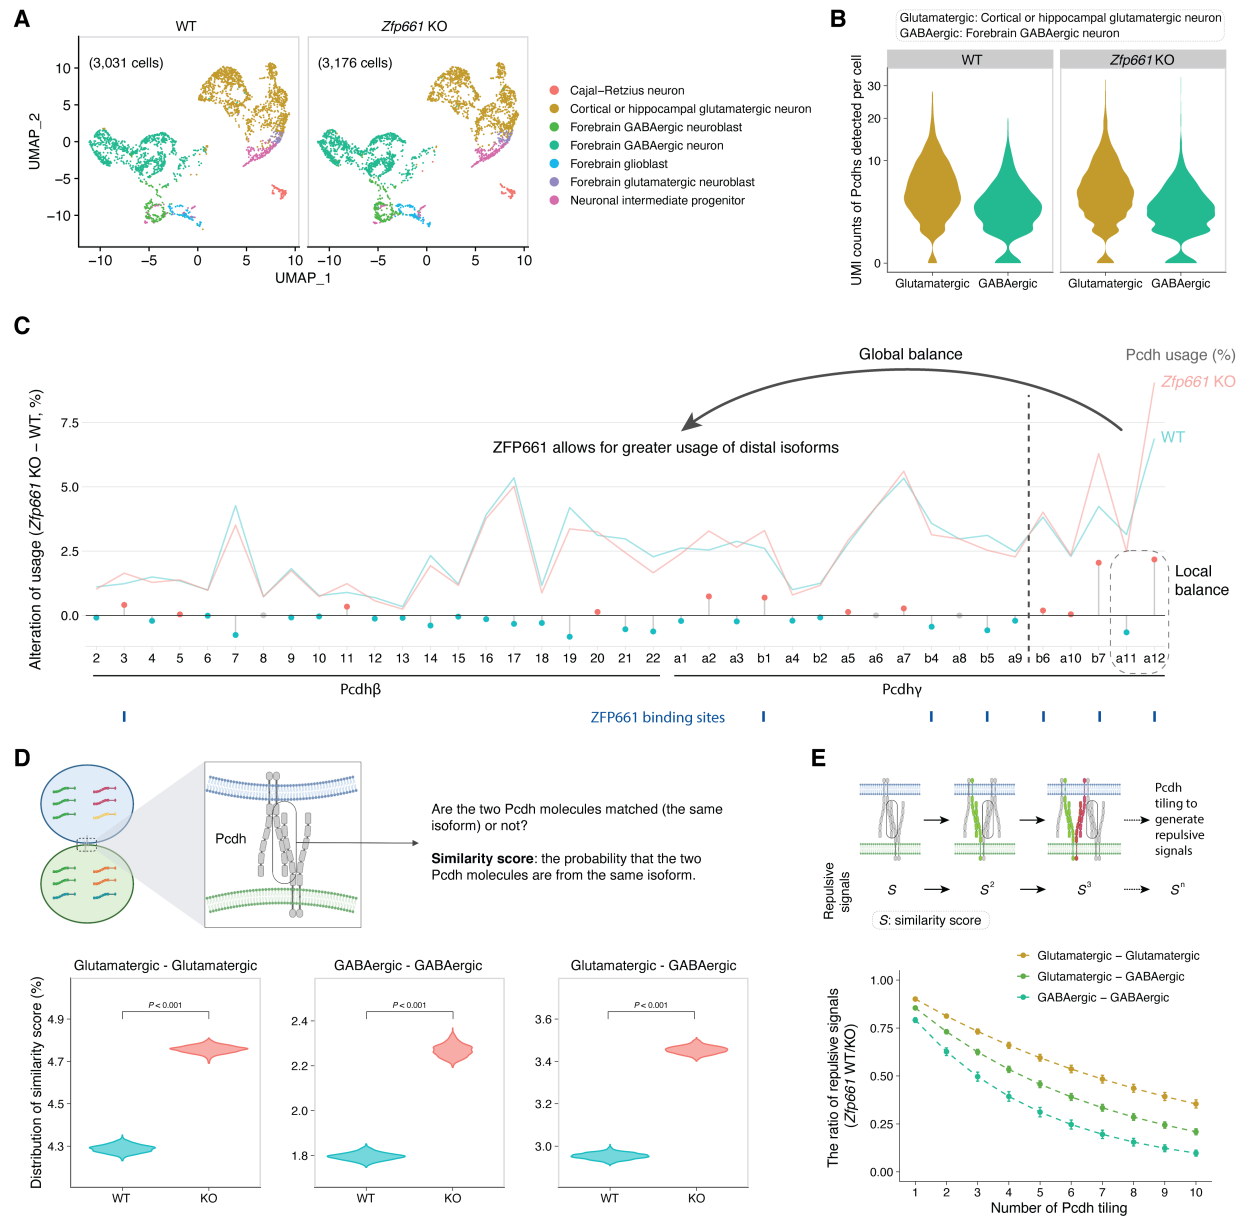 A
WT
Zfp661 KO
(3,031 cells)
(3,176 cells)
10
5
0
−5
−10
UMAP_2
−10
−5
0
5
10
−5
0
5
10
UMAP_1
Cajal−Retzius neuron
Cortical or hippocampal glutamatergic neuron
Forebrain GABAergic neuroblast
Forebrain GABAergic neuron
Forebrain glioblast
Forebrain glutamatergic neuroblast
Neuronal intermediate progenitor
B
Glutamatergic: Cortical or hippocampal glutamatergic neuron
GABAergic: Forebrain GABAergic neuron
WT
Zfp661 KO
UMI counts of Pcdhs detected per cell
30
20
10
0
Glutamatergic GABAergic
Glutamatergic GABAergic
C
Global balance
Pcdh usage (%)
Zfp661 KO
WT
ZFP661 allows for greater usage of distal isoforms
Alteration of usage (Zfp661 KO − WT, %)
7.5
5.0
2.5
0.0
Local
balance
2 3 4 5 6 7 8 9 10 11 12 13 14 15 16 17 18 19 20 21 22 a1 a2 a3 b1 a4 b2 a5 a6 a7 b4 a8 b5 a9 b6 a10 b7 a11 a12
Pcdhβ
Pcdhγ
ZFP661 binding sites
D
Pcdh
Are the two Pcdh molecules matched (the same
isoform) or not?
Similarity score: the probability that the two
Pcdh molecules are from the same isoform.
Distribution of similarity score (%)
Glutamatergic - Glutamatergic
P < 0.001
4.9
4.7
4.5
4.3
WT
KO
GABAergic - GABAergic
P < 0.001
2.4
2.2
2.0
1.8
WT
KO
Glutamatergic - GABAergic
P < 0.001
3.6
3.4
3.2
3.0
WT
KO
E
Pcdh
tiling to
generate
repulsive
signals
Repulsive
signals
S
S²
S³
Sⁿ
S: similarity score
Glutamatergic − Glutamatergic
Glutamatergic − GABAergic
GABAergic − GABAergic
The ratio of repulsive signals
(Zfp661 WT/KO)
1.00
0.75
0.50
0.25
0.00
1 2 3 4 5 6 7 8 9 10
Number of Pcdh tiling